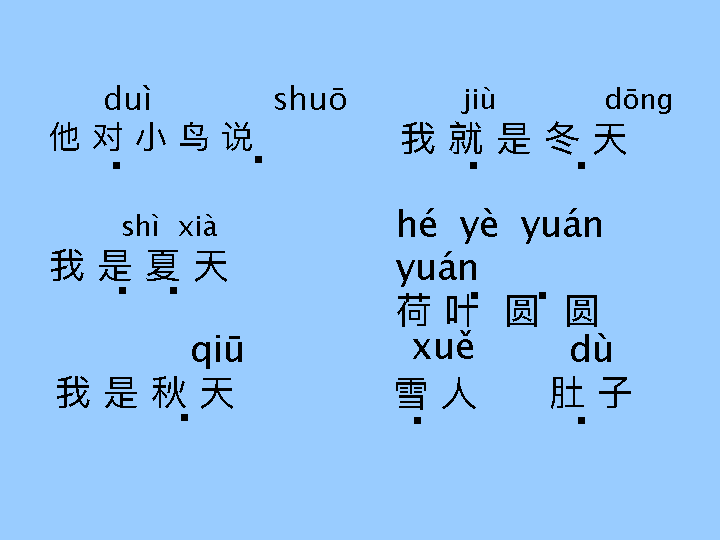 duì shuō
他对小鸟说
jiù dōng
我就是冬天
shì xià
我是夏天
hé yè yuán
yuán
荷叶 圆 圆
qiū
我是秋天
xuě dù
雪人 肚子